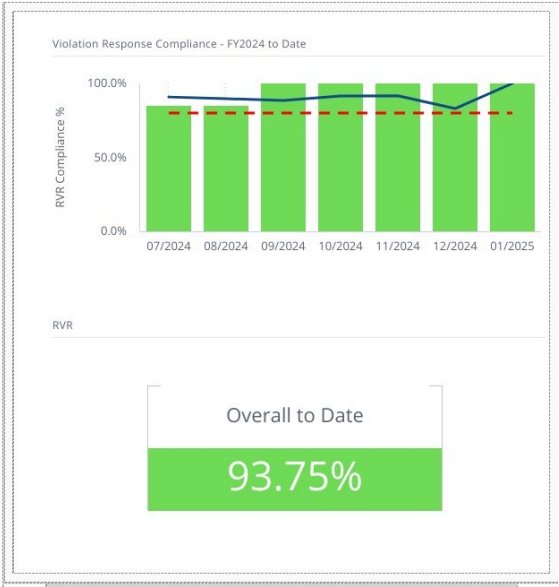 Violation Response Compliance - FY2024 to Date
RVR Compliance %
100.0%
50.0%
0.0%
07/2024 08/2024 09/2024 10/2024 11/2024 12/2024 01/2025
RVR
Overall to Date
93.75%